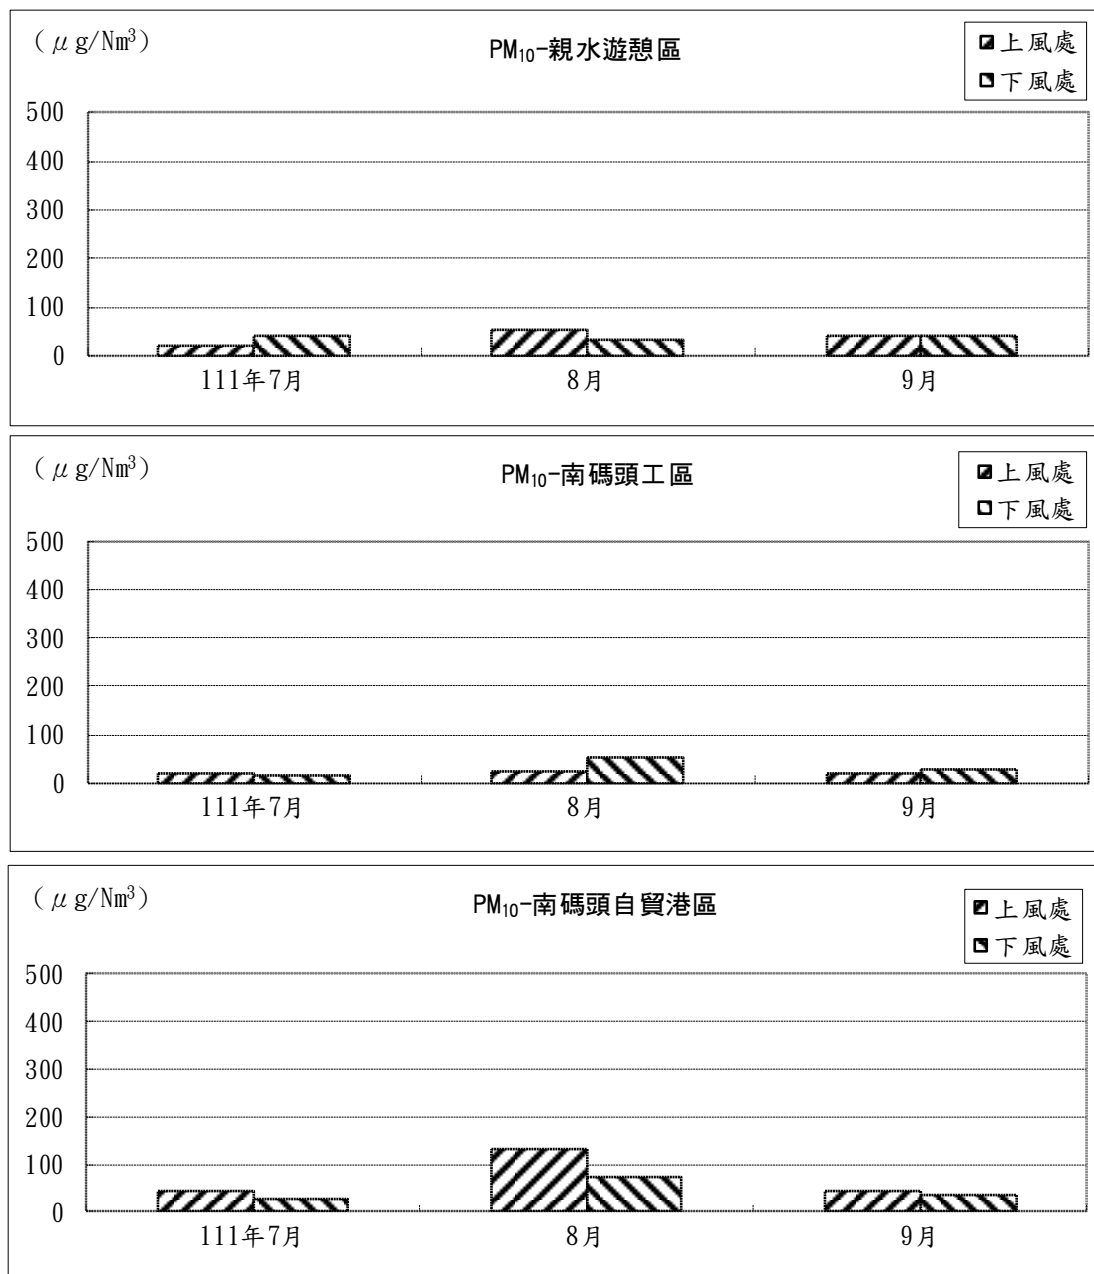 （μg/Nm³）
PM₁₀-親水遊憩區
上風處
下風處
500
400
300
200
100
0
111年7月 8月 9月
（μg/Nm³）
PM₁₀-南碼頭工區
上風處
下風處
500
400
300
200
100
0
111年7月 8月 9月
（μg/Nm³）
PM₁₀-南碼頭自貿港區
上風處
下風處
500
400
300
200
100
0
111年7月 8月 9月